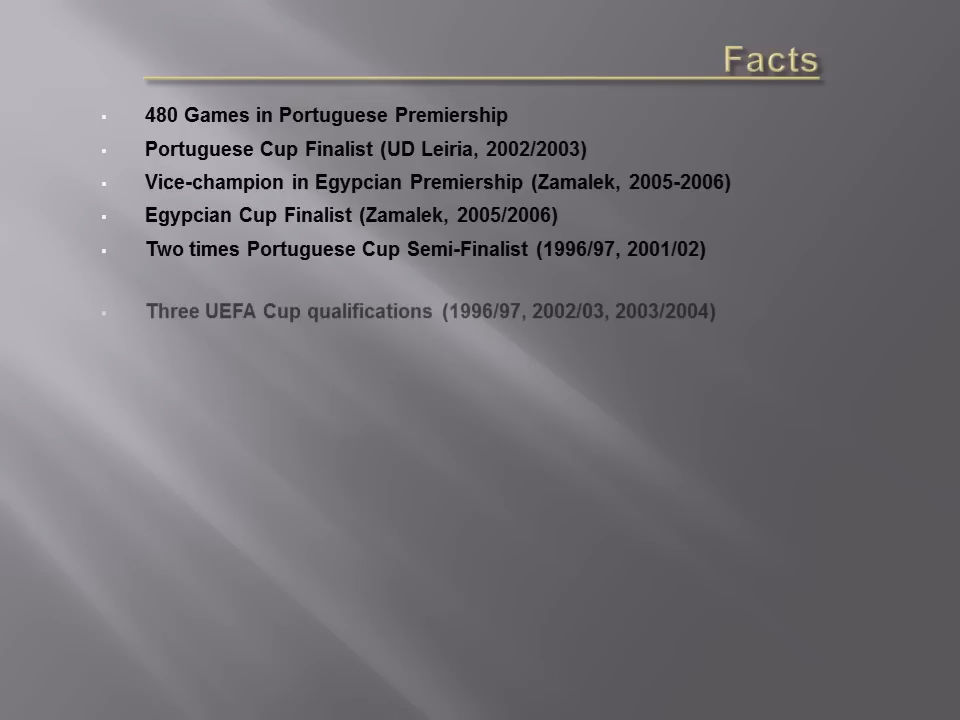 Facts
480 Games in Portuguese Premiership
Portuguese Cup Finalist (UD Leiria, 2002/2003)
Vice-champion in Egypcian Premiership (Zamalek, 2005-2006)
Egypcian Cup Finalist (Zamalek, 2005/2006)
Two times Portuguese Cup Semi-Finalist (1996/97, 2001/02)
Three UEFA Cup qualifications (1996/97, 2002/03, 2003/2004)